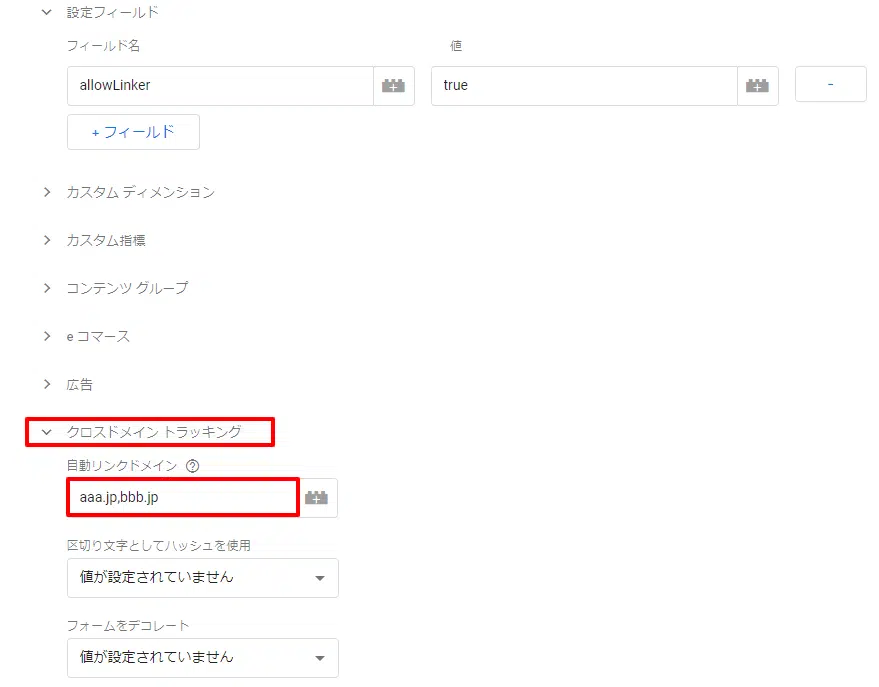 設定フィールド
フィールド名 値
allowLinker true -
+ フィールド
カスタム ディメンション
カスタム指標
コンテンツ グループ
e コマース
広告
クロスドメイン トラッキング
自動リンクドメイン ?
aaa.jp,bbb.jp
区切り文字としてハッシュを使用
値が設定されていません
フォームをデコレート
値が設定されていません